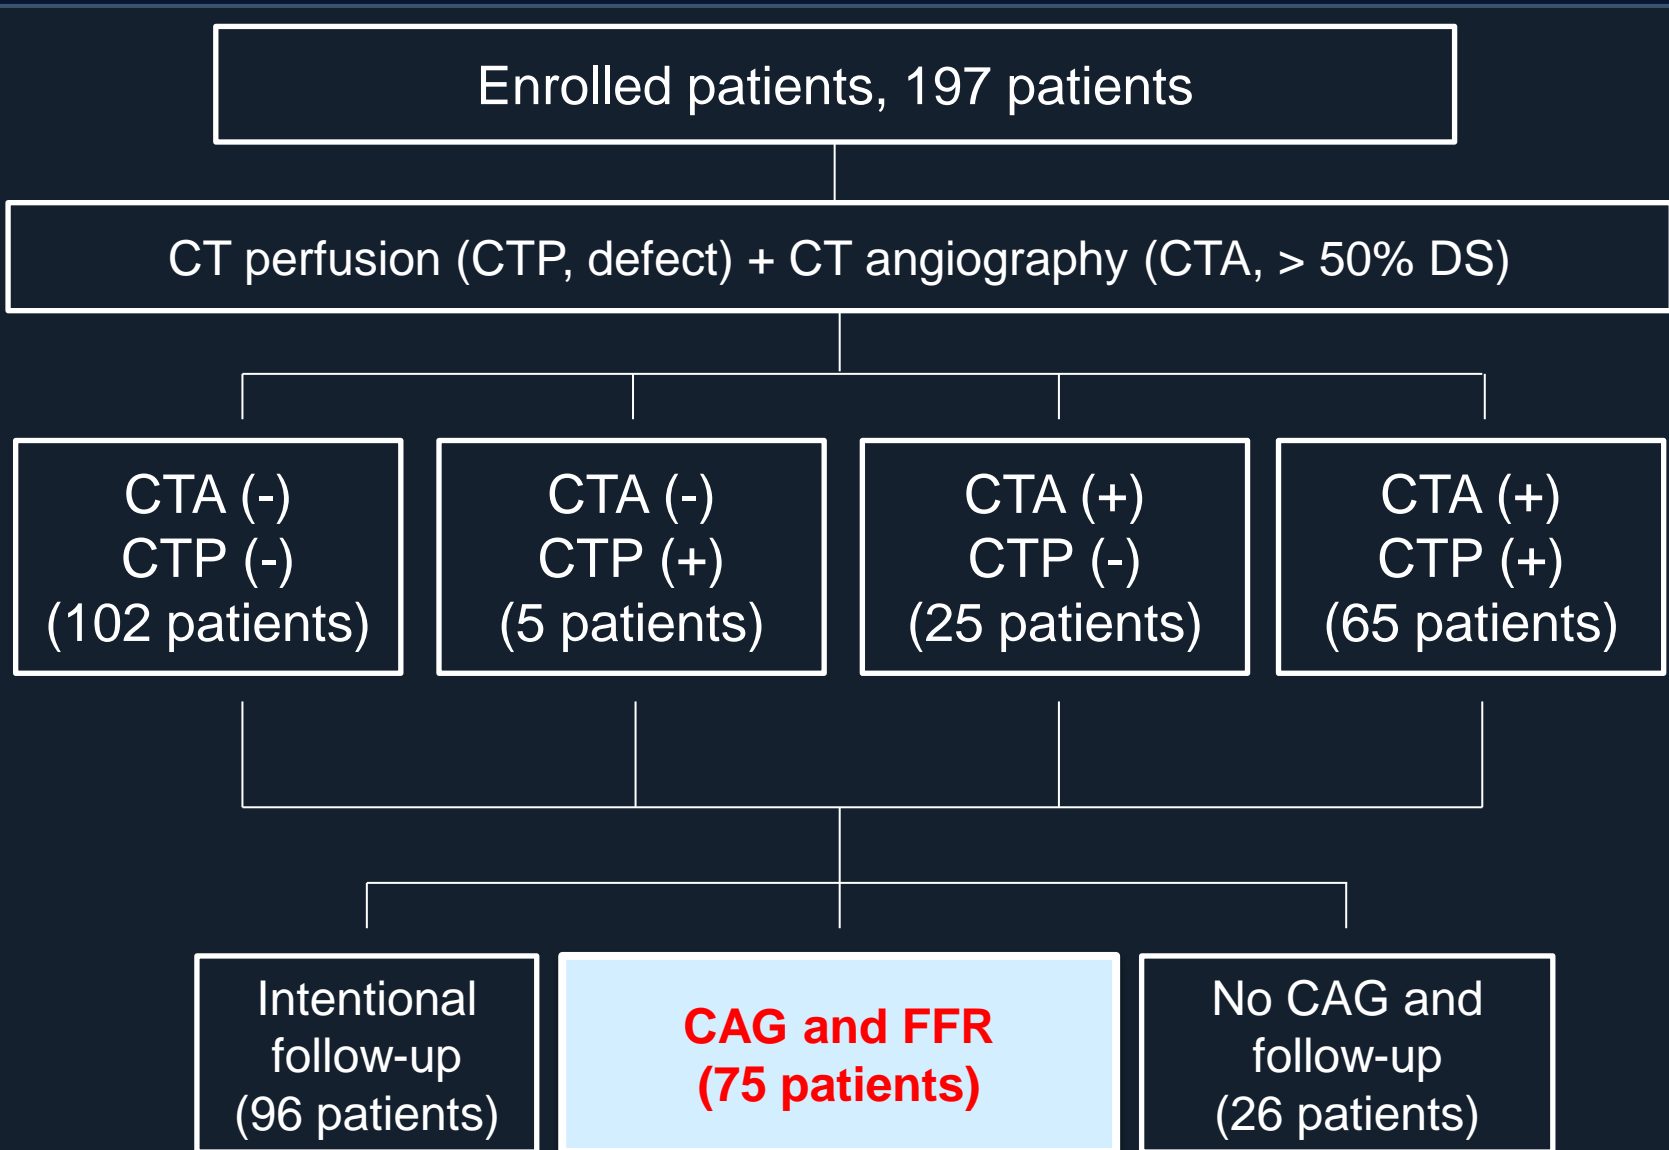 Enrolled patients, 197 patients
CT perfusion (CTP, defect) + CT angiography (CTA, > 50% DS)
CTA (-)
CTP (-)
(102 patients)
CTA (-)
CTP (+)
(5 patients)
CTA (+)
CTP (-)
(25 patients)
CTA (+)
CTP (+)
(65 patients)
Intentional
follow-up
(96 patients)
CAG and FFR
(75 patients)
No CAG and
follow-up
(26 patients)